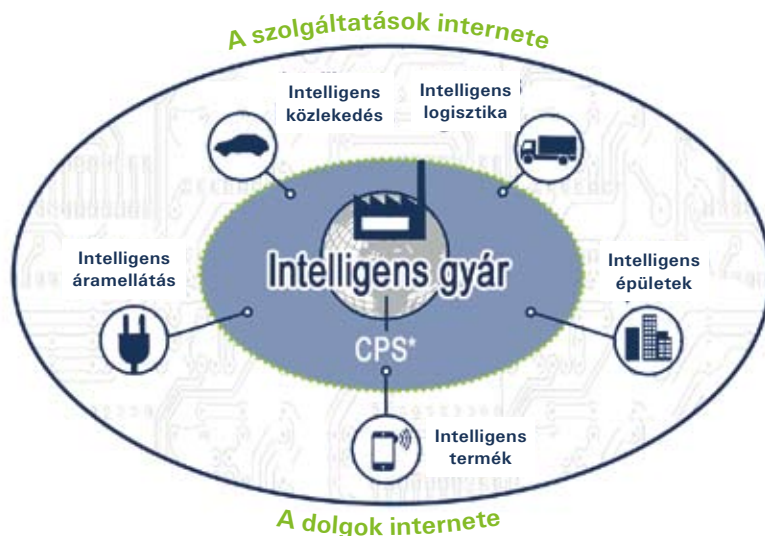 A szolgáltatások internete
Intelligens
közlekedés
Intelligens
logisztika
Intelligens
áramellátás
Intelligens gyár
CPS*
Intelligens
épületek
Intelligens
termék
A dolgok internete